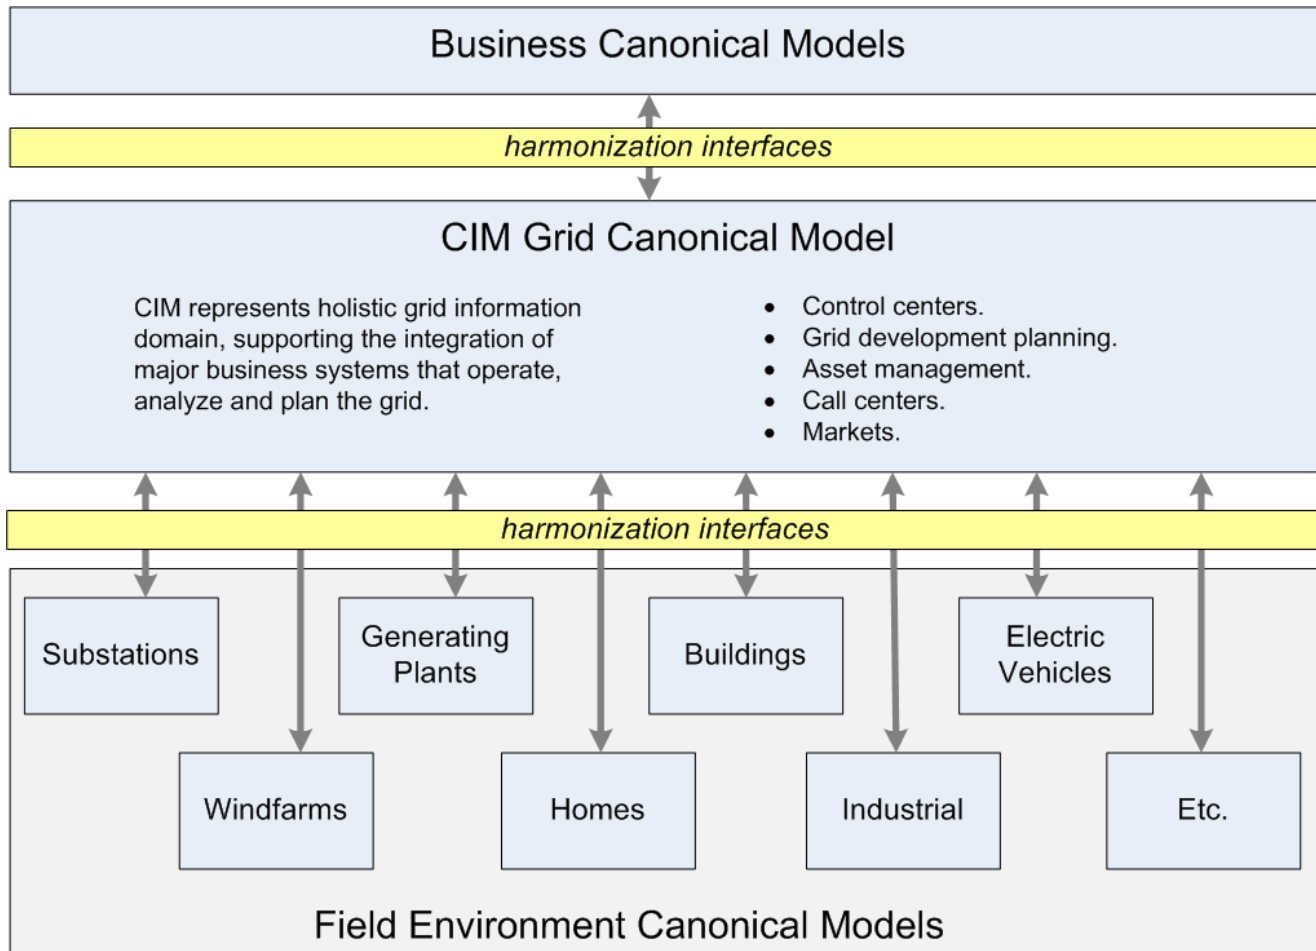 Business Canonical Models
harmonization interfaces
CIM Grid Canonical Model
CIM represents holistic grid information
domain, supporting the integration of
major business systems that operate,
analyze and plan the grid.
• Control centers.
• Grid development planning.
• Asset management.
• Call centers.
• Markets.
harmonization interfaces
Substations
Generating
Plants
Buildings
Electric
Vehicles
Windfarms
Homes
Industrial
Etc.
Field Environment Canonical Models